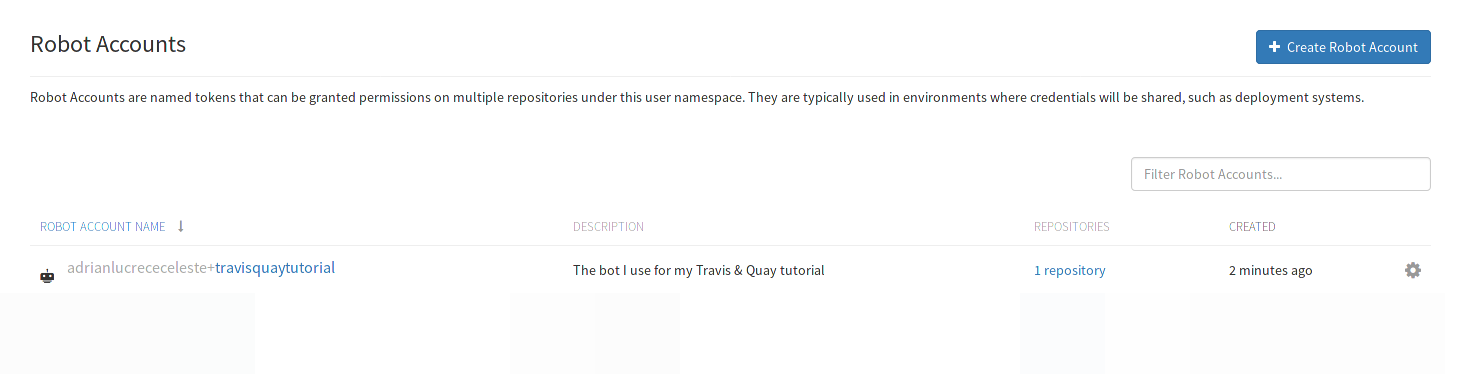 Robot Accounts
Create Robot Account
Robot Accounts are named tokens that can be granted permissions on multiple repositories under this user namespace. They are typically used in environments where credentials will be shared, such as deployment systems.
Filter Robot Accounts...
ROBOT ACCOUNT NAME DESCRIPTION REPOSITORIES CREATED
adrianlucrececeleste+travisquaytutorial The bot I use for my Travis & Quay tutorial 1 repository 2 minutes ago